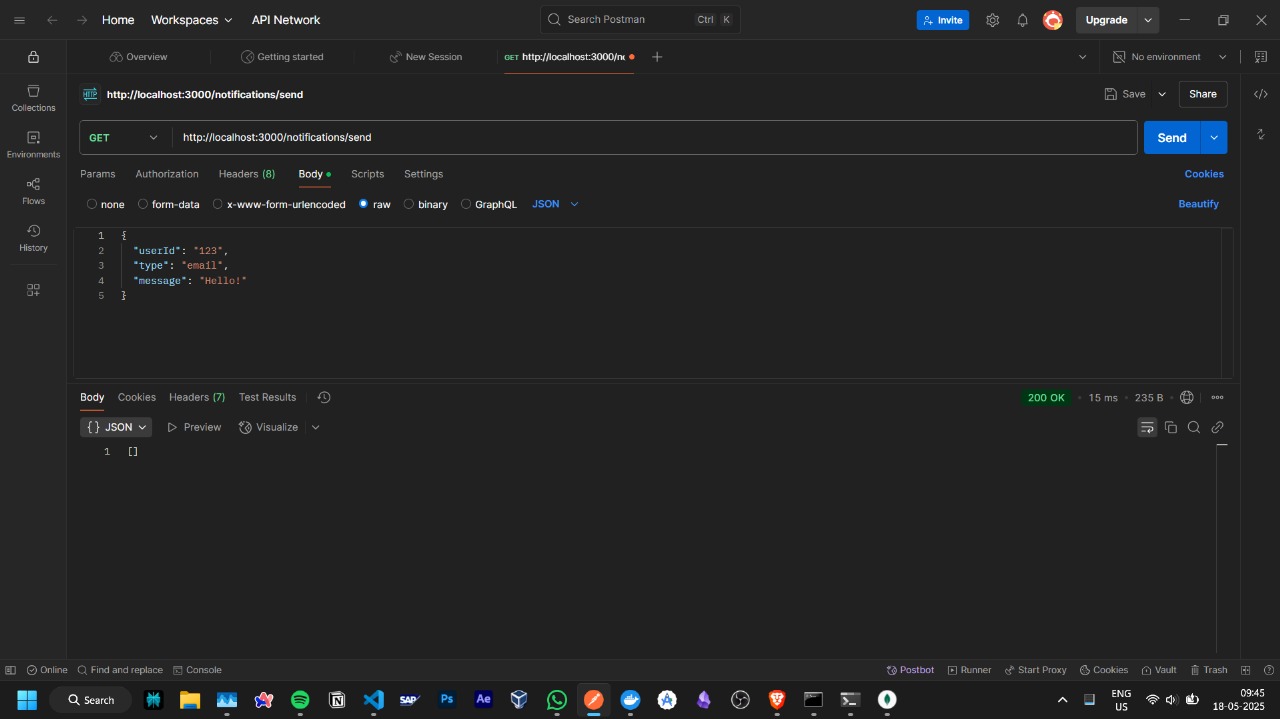 Home
Workspaces
API Network
Search Postman
Ctrl
K
Invite
Upgrade
Overview
Getting started
New Session
GET http://localhost:3000/no
No environment
Collections
Environments
Flows
History
HTTP http://localhost:3000/notifications/send
Save
Share
GET
http://localhost:3000/notifications/send
Send
Params
Authorization
Headers (8)
Body
Scripts
Settings
Cookies
none
form-data
x-www-form-urlencoded
raw
binary
GraphQL
JSON
Beautify
1 {
2 "userId": "123",
3 "type": "email",
4 "message": "Hello!"
5 }
Body
Cookies
Headers (7)
Test Results
200 OK
15 ms
235 B
{} JSON
Preview
Visualize
1 []
Online
Find and replace
Console
Postbot
Runner
Start Proxy
Cookies
Vault
Trash
Search
SAP
Ps
Ae
ENG
US
09:45
18-05-2025